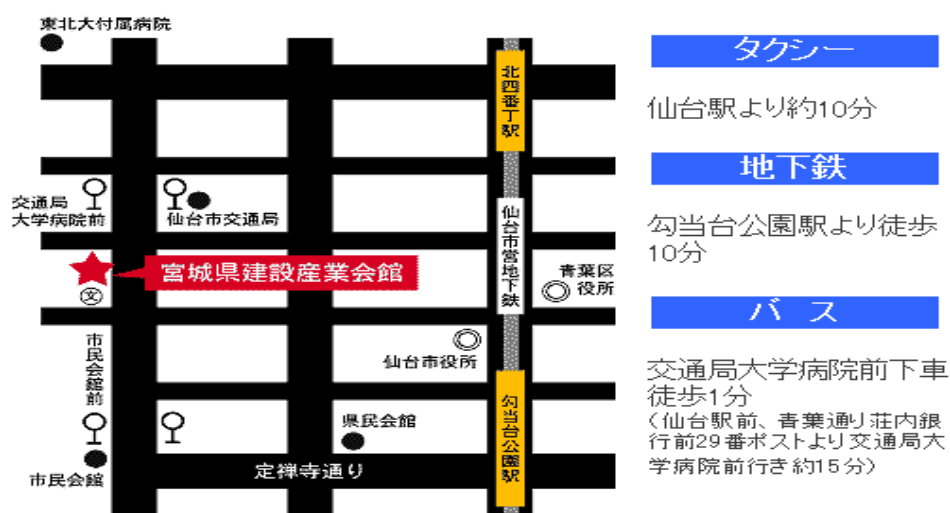 東北大付属病院
北四番丁駅
交通局
大学病院前
仙台市交通局
仙台市営地下鉄
宮城県建設産業会館
青葉区
役所
文
市民会館前
仙台市役所
県民会館
勾当台公園駅
市民会館
定禅寺通り
タクシー
仙台駅より約10分
地下鉄
勾当台公園駅より徒歩
10分
バス
交通局大学病院前下車
徒歩1分
(仙台駅前、青葉通り荘内銀
行前29番ポストより交通局大
学病院前行き約15分)